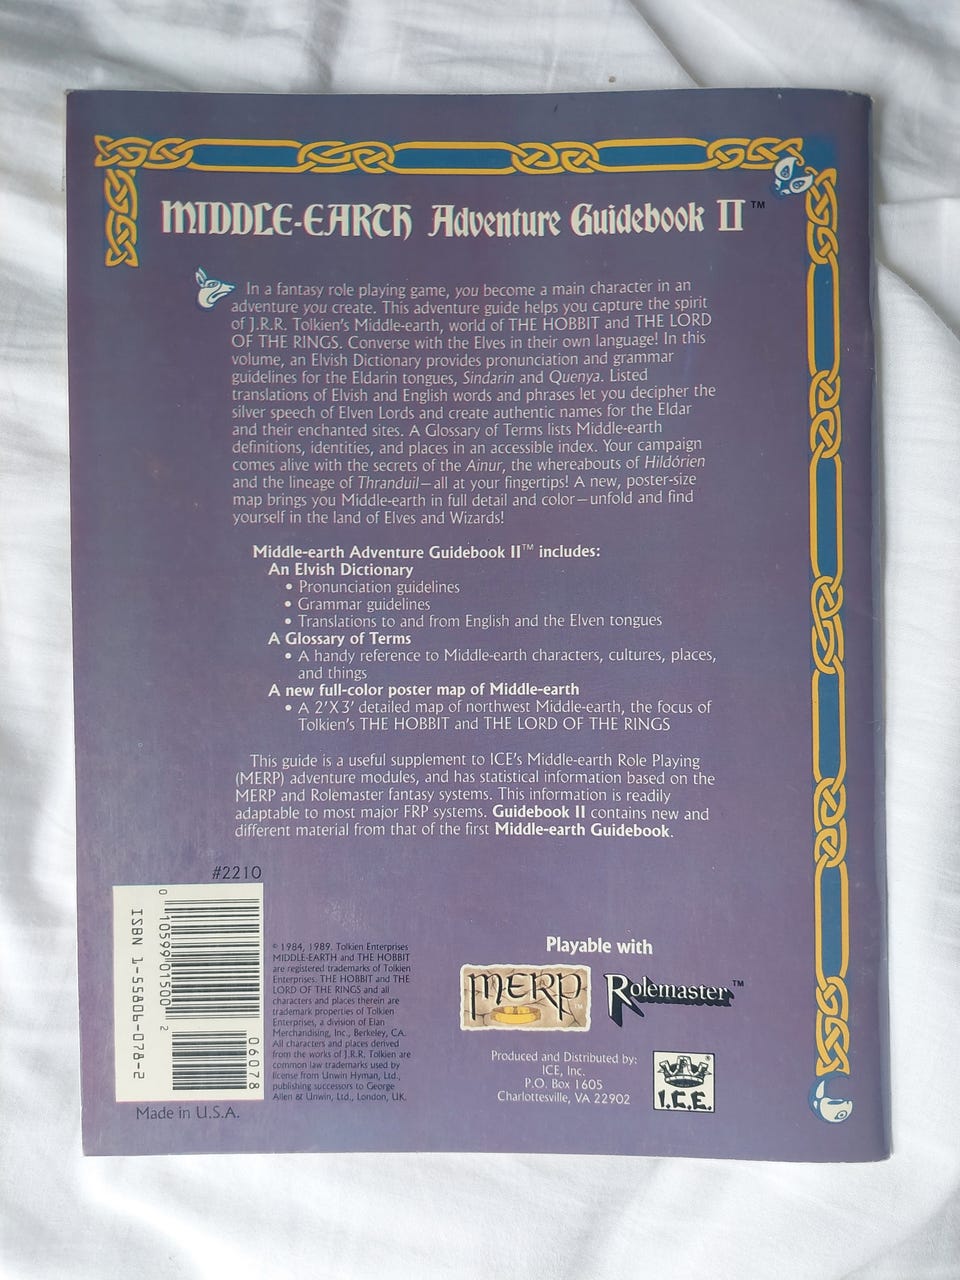 MIDDLE-EARTH Adventure Guidebook II™
In a fantasy role playing game, you become a main character in an
adventure you create. This adventure guide helps you capture the spirit
of J.R.R. Tolkien's Middle-earth, world of THE HOBBIT and THE LORD
OF THE RINGS. Converse with the Elves in their own language! In this
volume, an Elvish Dictionary provides pronunciation and grammar
guidelines for the Eldarin tongues, Sindarin and Quenya. Listed
translations of Elvish and English words and phrases let you decipher the
silver speech of Elven Lords and create authentic names for the Eldar
and their enchanted sites. A Glossary of Terms lists Middle-earth
definitions, identities, and places in an accessible index. Your campaign
comes alive with the secrets of the Ainur, the whereabouts of Hildórien
and the lineage of Thranduil—all at your fingertips! A new, poster-size
map brings you Middle-earth in full detail and color—unfold and find
yourself in the land of Elves and Wizards!
Middle-earth Adventure Guidebook II™ includes:
An Elvish Dictionary
• Pronunciation guidelines
• Grammar guidelines
• Translations to and from English and the Elven tongues
A Glossary of Terms
• A handy reference to Middle-earth characters, cultures, places,
and things
A new full-color poster map of Middle-earth
• A 2'X3' detailed map of northwest Middle-earth, the focus of
Tolkien's THE HOBBIT and THE LORD OF THE RINGS
This guide is a useful supplement to ICE's Middle-earth Role Playing
(MERP) adventure modules, and has statistical information based on the
MERP and Rolemaster fantasy systems. This information is readily
adaptable to most major FRP systems. Guidebook II contains new and
different material from that of the first Middle-earth Guidebook.
#2210
ISBN 1-55806-078-2
0 10599 01500 2
06078
Made in U.S.A.
© 1984, 1989. Tolkien Enterprises
MIDDLE-EARTH and THE HOBBIT
are registered trademarks of Tolkien
Enterprises. THE HOBBIT and THE
LORD OF THE RINGS and all
characters and places therein are
trademark properties of Tolkien
Enterprises, a division of Elan
Merchandising, Inc., Berkeley, CA.
All characters and places derived
from the works of J.R.R. Tolkien are
common law trademarks used by
license from Unwin Hyman, Ltd.,
publishing successors to George
Allen & Unwin, Ltd., London, UK.
Playable with
MERP™
Rolemaster™
Produced and Distributed by:
ICE, Inc.
P.O. Box 1605
Charlottesville, VA 22902
I.C.E.®